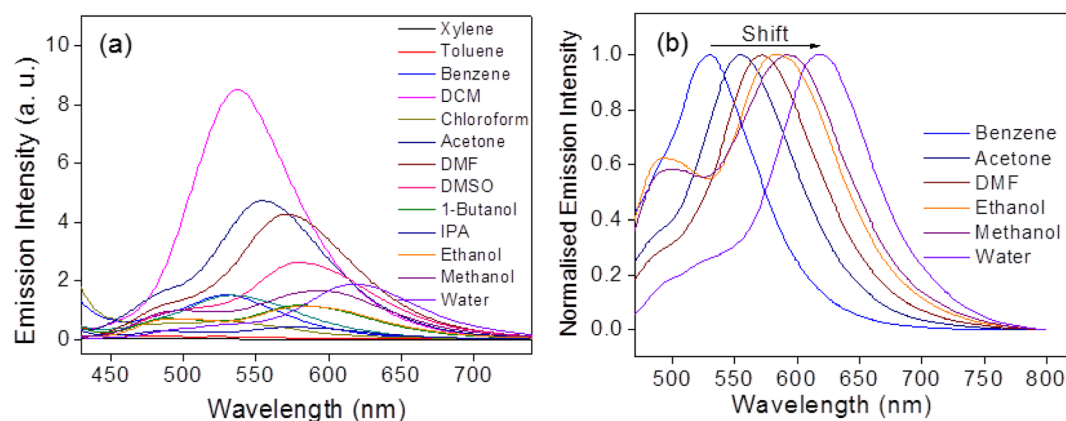 (a)
Emission Intensity (a. u.)
10
8
6
4
2
0
450 500 550 600 650 700
Wavelength (nm)
Xylene
Toluene
Benzene
DCM
Chloroform
Acetone
DMF
DMSO
1-Butanol
IPA
Ethanol
Methanol
Water
(b)
Shift
Normalised Emission Intensity
1.0
0.8
0.6
0.4
0.2
0.0
500 550 600 650 700 750 800
Wavelength (nm)
Benzene
Acetone
DMF
Ethanol
Methanol
Water